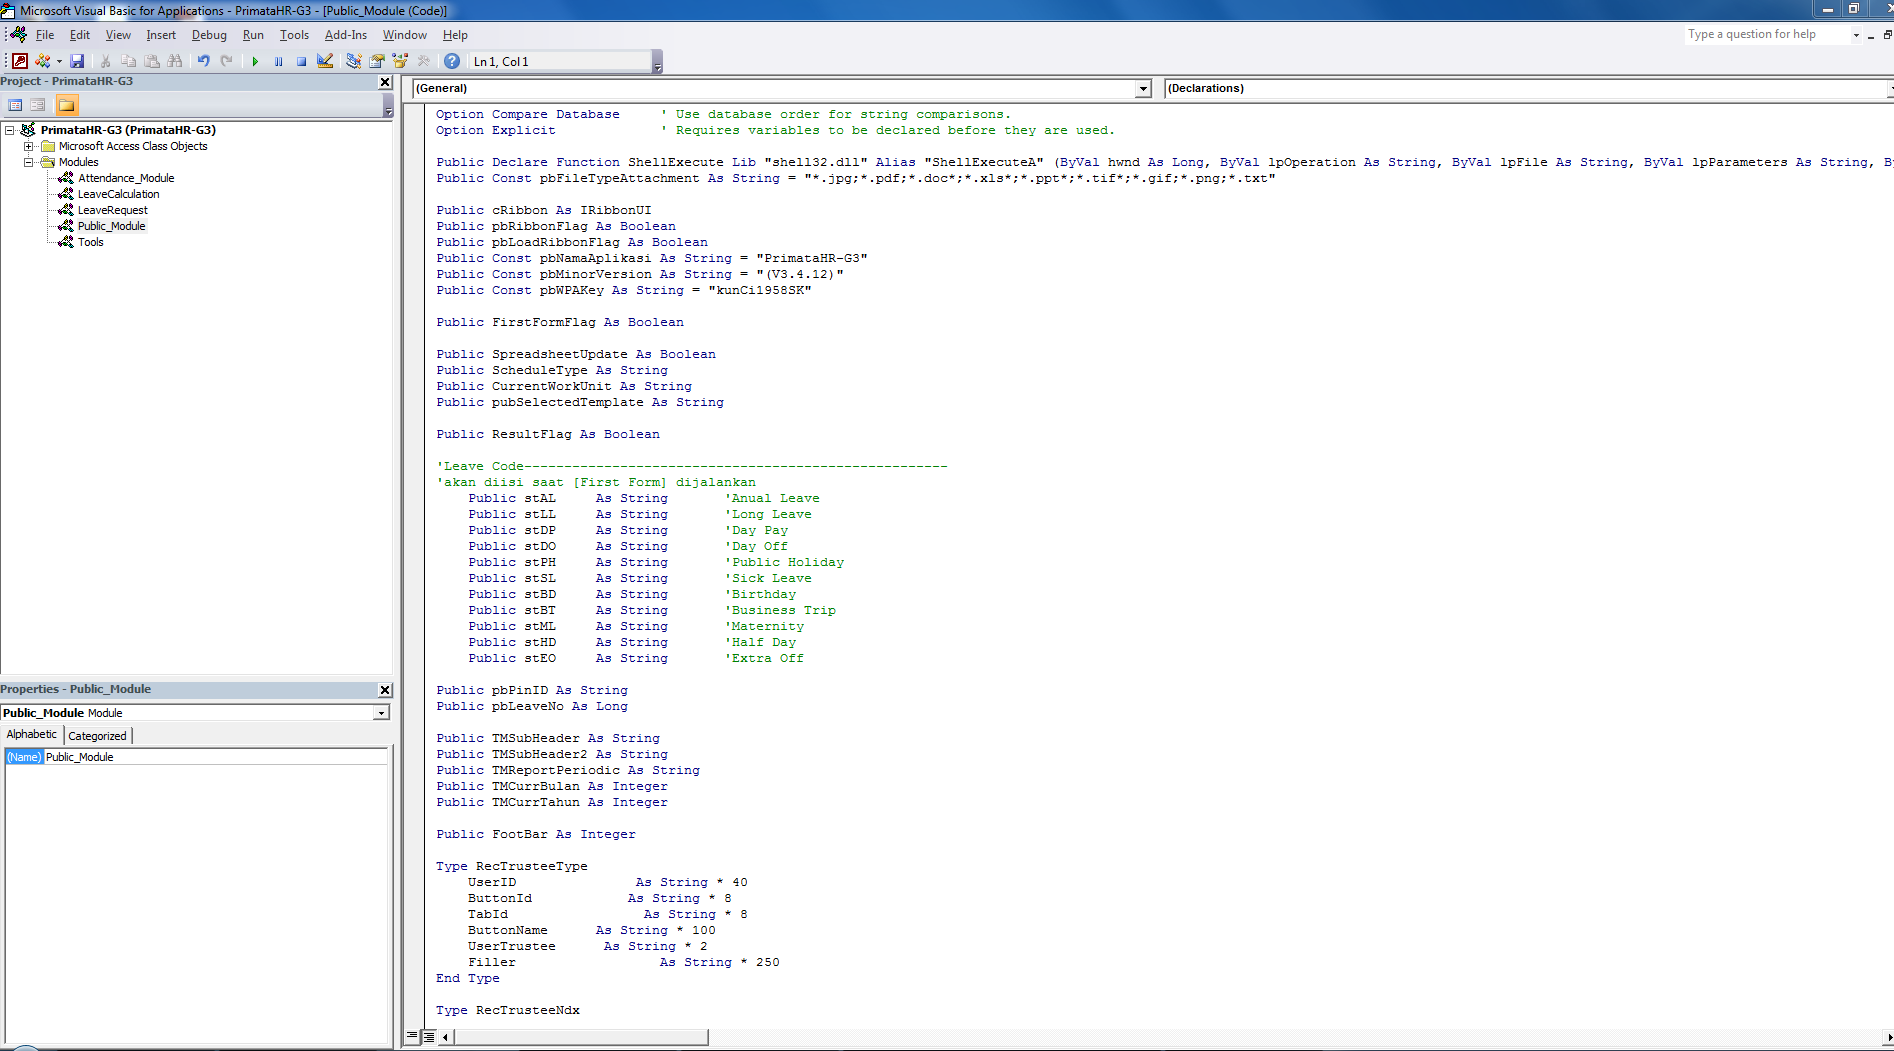 Microsoft Visual Basic for Applications - PrimataHR-G3 - [Public_Module (Code)]
File Edit View Insert Debug Run Tools Add-Ins Window Help
Type a question for help
Ln 1, Col 1
Project - PrimataHR-G3
PrimataHR-G3 (PrimataHR-G3)
Microsoft Access Class Objects
Modules
Attendance_Module
LeaveCalculation
LeaveRequest
Public_Module
Tools
Properties - Public_Module
Public_Module Module
Alphabetic Categorized
(Name) Public_Module
(General) (Declarations)
Option Compare Database ' Use database order for string comparisons.
Option Explicit ' Requires variables to be declared before they are used.
Public Declare Function ShellExecute Lib "shell32.dll" Alias "ShellExecuteA" (ByVal hwnd As Long, ByVal lpOperation As String, ByVal lpFile As String, ByVal lpParameters As String, By
Public Const pbFileTypeAttachment As String = "*.jpg;*.pdf;*.doc*;*.xls*;*.ppt*;*.tif*;*.gif;*.png;*.txt"
Public cRibbon As IRibbonUI
Public pbRibbonFlag As Boolean
Public pbLoadRibbonFlag As Boolean
Public Const pbNamaAplikasi As String = "PrimataHR-G3"
Public Const pbMinorVersion As String = "(V3.4.12)"
Public Const pbWPAKey As String = "kunCi1958SK"
Public FirstFormFlag As Boolean
Public SpreadsheetUpdate As Boolean
Public ScheduleType As String
Public CurrentWorkUnit As String
Public pubSelectedTemplate As String
Public ResultFlag As Boolean
'Leave Code-----------------------------------------------------
'akan diisi saat [First Form] dijalankan
Public stAL As String 'Anual Leave
Public stLL As String 'Long Leave
Public stDP As String 'Day Pay
Public stDO As String 'Day Off
Public stPH As String 'Public Holiday
Public stSL As String 'Sick Leave
Public stBD As String 'Birthday
Public stBT As String 'Business Trip
Public stML As String 'Maternity
Public stHD As String 'Half Day
Public stEO As String 'Extra Off
Public pbPinID As String
Public pbLeaveNo As Long
Public TMSubHeader As String
Public TMSubHeader2 As String
Public TMReportPeriodic As String
Public TMCurrBulan As Integer
Public TMCurrTahun As Integer
Public FootBar As Integer
Type RecTrusteeType
UserID As String * 40
ButtonId As String * 8
TabId As String * 8
ButtonName As String * 100
UserTrustee As String * 2
Filler As String * 250
End Type
Type RecTrusteeNdx